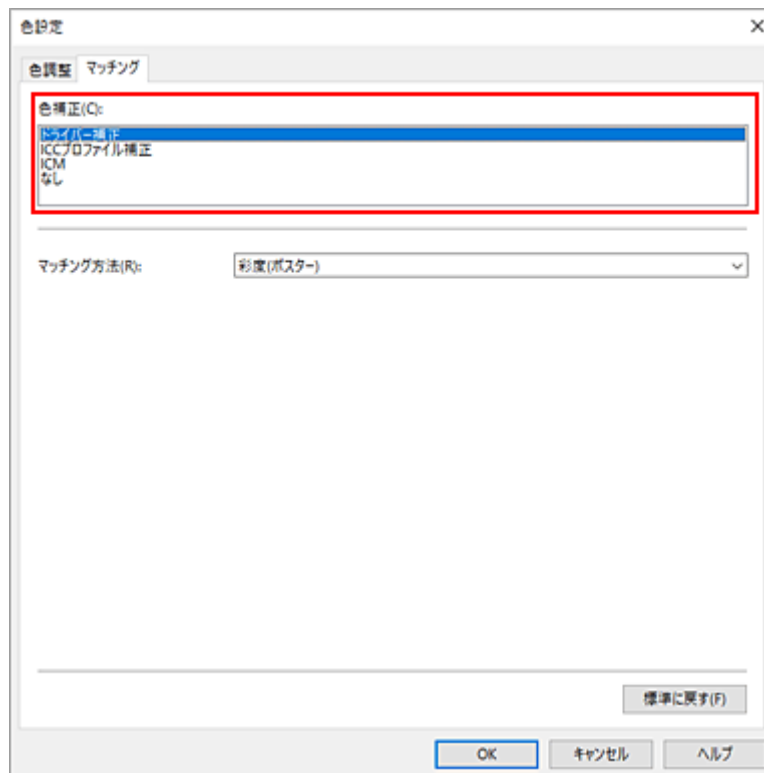 色設定
色調整 マッチング
色補正(C):
ドライバー補正
ICCプロファイル補正
ICM
なし
マッチング方法(R): 彩度(ポスター)
標準に戻す(F)
OK キャンセル ヘルプ